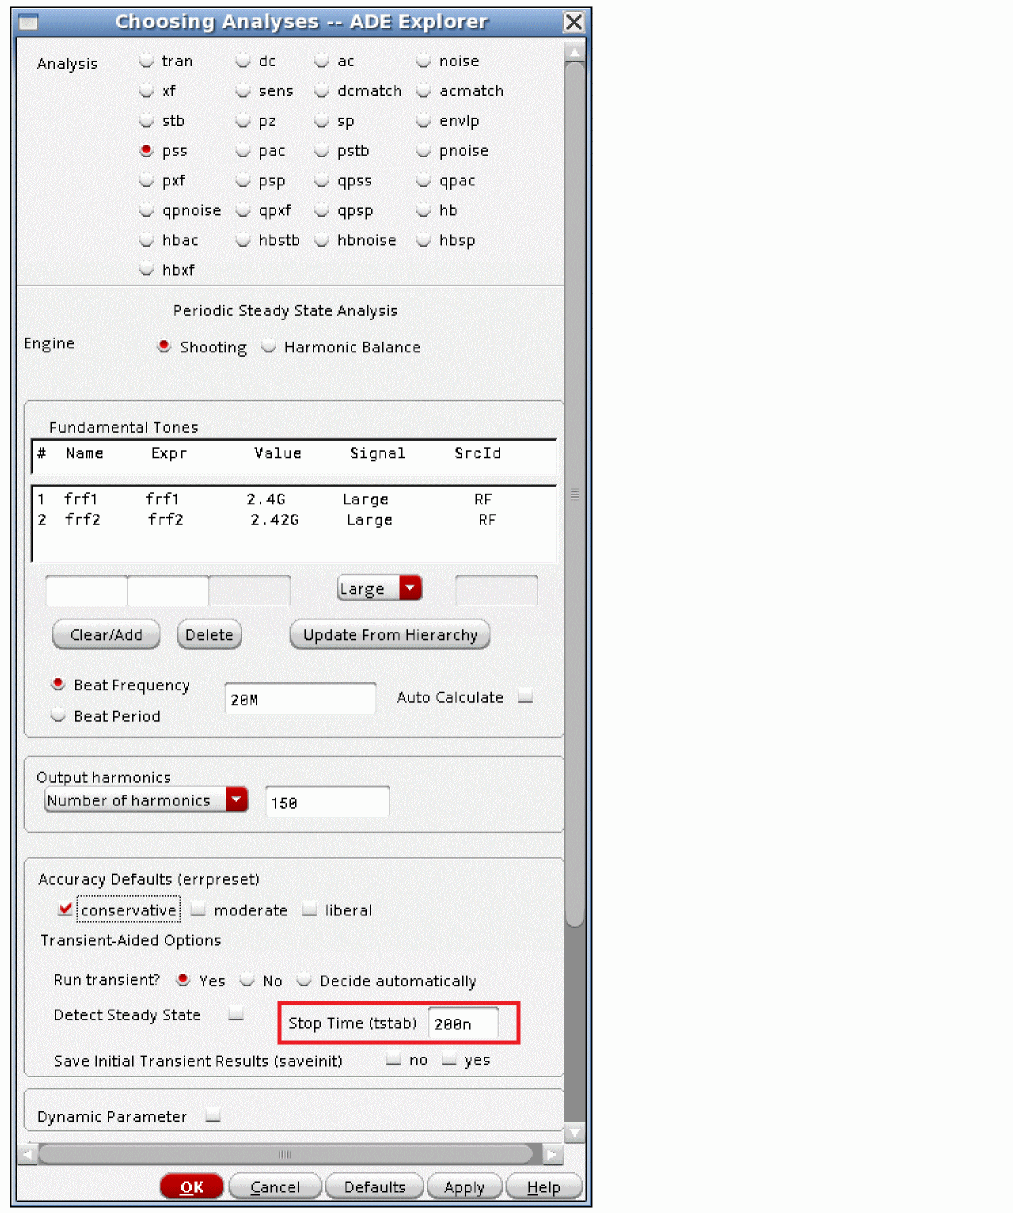 Choosing Analyses -- ADE Explorer
Analysis tran dc ac noise
xf sens dcmatch acmatch
stb pz sp envlp
pss pac pstb pnoise
pxf psp qpss qpac
qpnoise qpxf qpsp hb
hbac hbstb hbnoise hbsp
hbxf
Periodic Steady State Analysis
Engine Shooting Harmonic Balance
Fundamental Tones
# Name Expr Value Signal SrcId
1 frf1 frf1 2.4G Large RF
2 frf2 frf2 2.42G Large RF
Large
Clear/Add Delete Update From Hierarchy
Beat Frequency 20M Auto Calculate
Beat Period
Output harmonics
Number of harmonics 150
Accuracy Defaults (errpreset)
conservative moderate liberal
Transient-Aided Options
Run transient? Yes No Decide automatically
Detect Steady State Stop Time (tstab) 200n
Save Initial Transient Results (saveinit) no yes
Dynamic Parameter
OK Cancel Defaults Apply Help